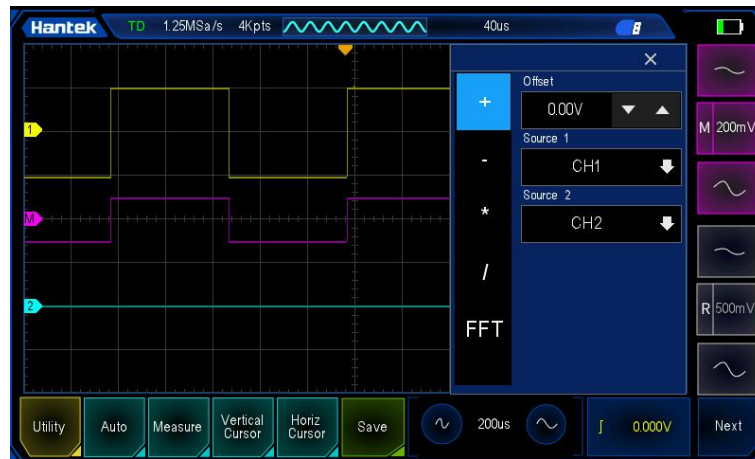 Hantek TD 1.25MSa/s 4Kpts 40us
Offset
+ 0.00V
M 200mV
Source 1
1
- CH1
Source 2
* CH2
M
/
2
R 500mV
FFT
Utility Auto Measure Vertical Cursor Horiz Cursor Save 200us 0.000V Next